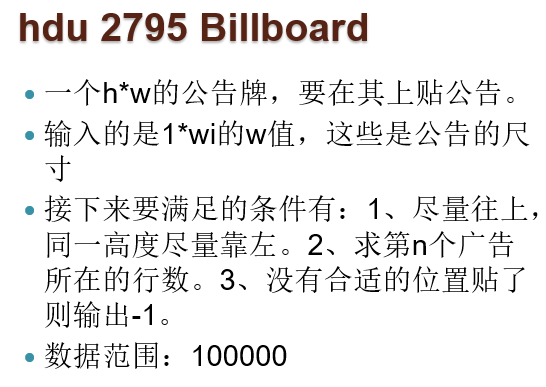 hdu 2795 Billboard
一个h*w的公告牌，要在其上贴公告。
输入的是1*wi的w值，这些是公告的尺
寸
接下来要满足的条件有：1、尽量往上，
同一高度尽量靠左。2、求第n个广告
所在的行数。3、没有合适的位置贴了
则输出-1。
数据范围：100000